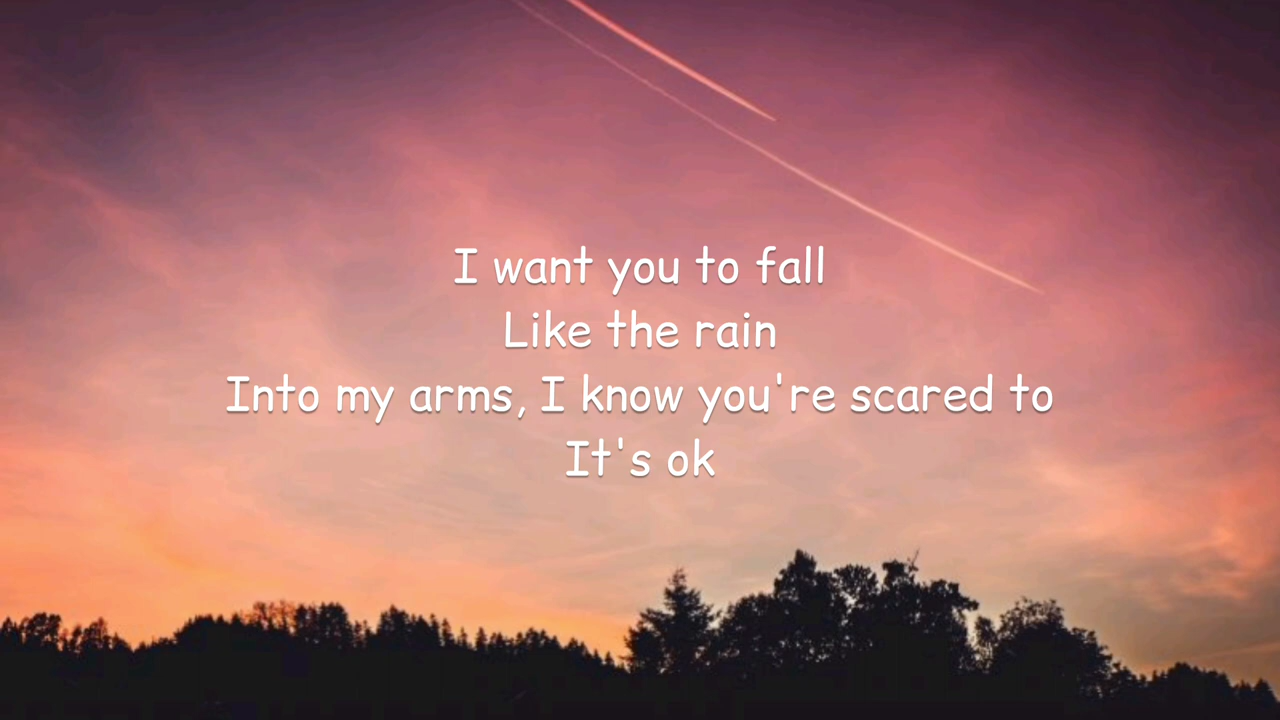 I want you to fall
Like the rain
Into my arms, I know you're scared to
It's ok